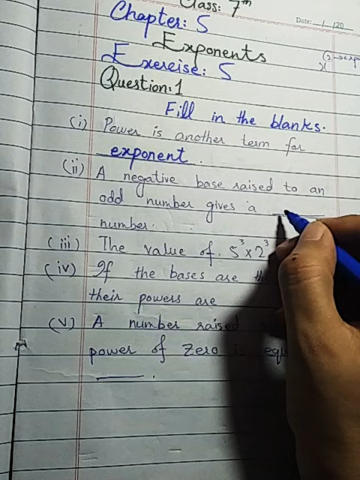 Class: 7th
Date: 1 120
Chapter: 5
Exponents
Exercise: 5
Question:1
Fill in the blanks.
(i) Power is another term for
exponent.
(ii) A negative base raised to an
odd number gives a
number.
(iii) The value of 5³ x 2³
(iv) If the bases are
their powers are
(v) A number raised
power of Zero is